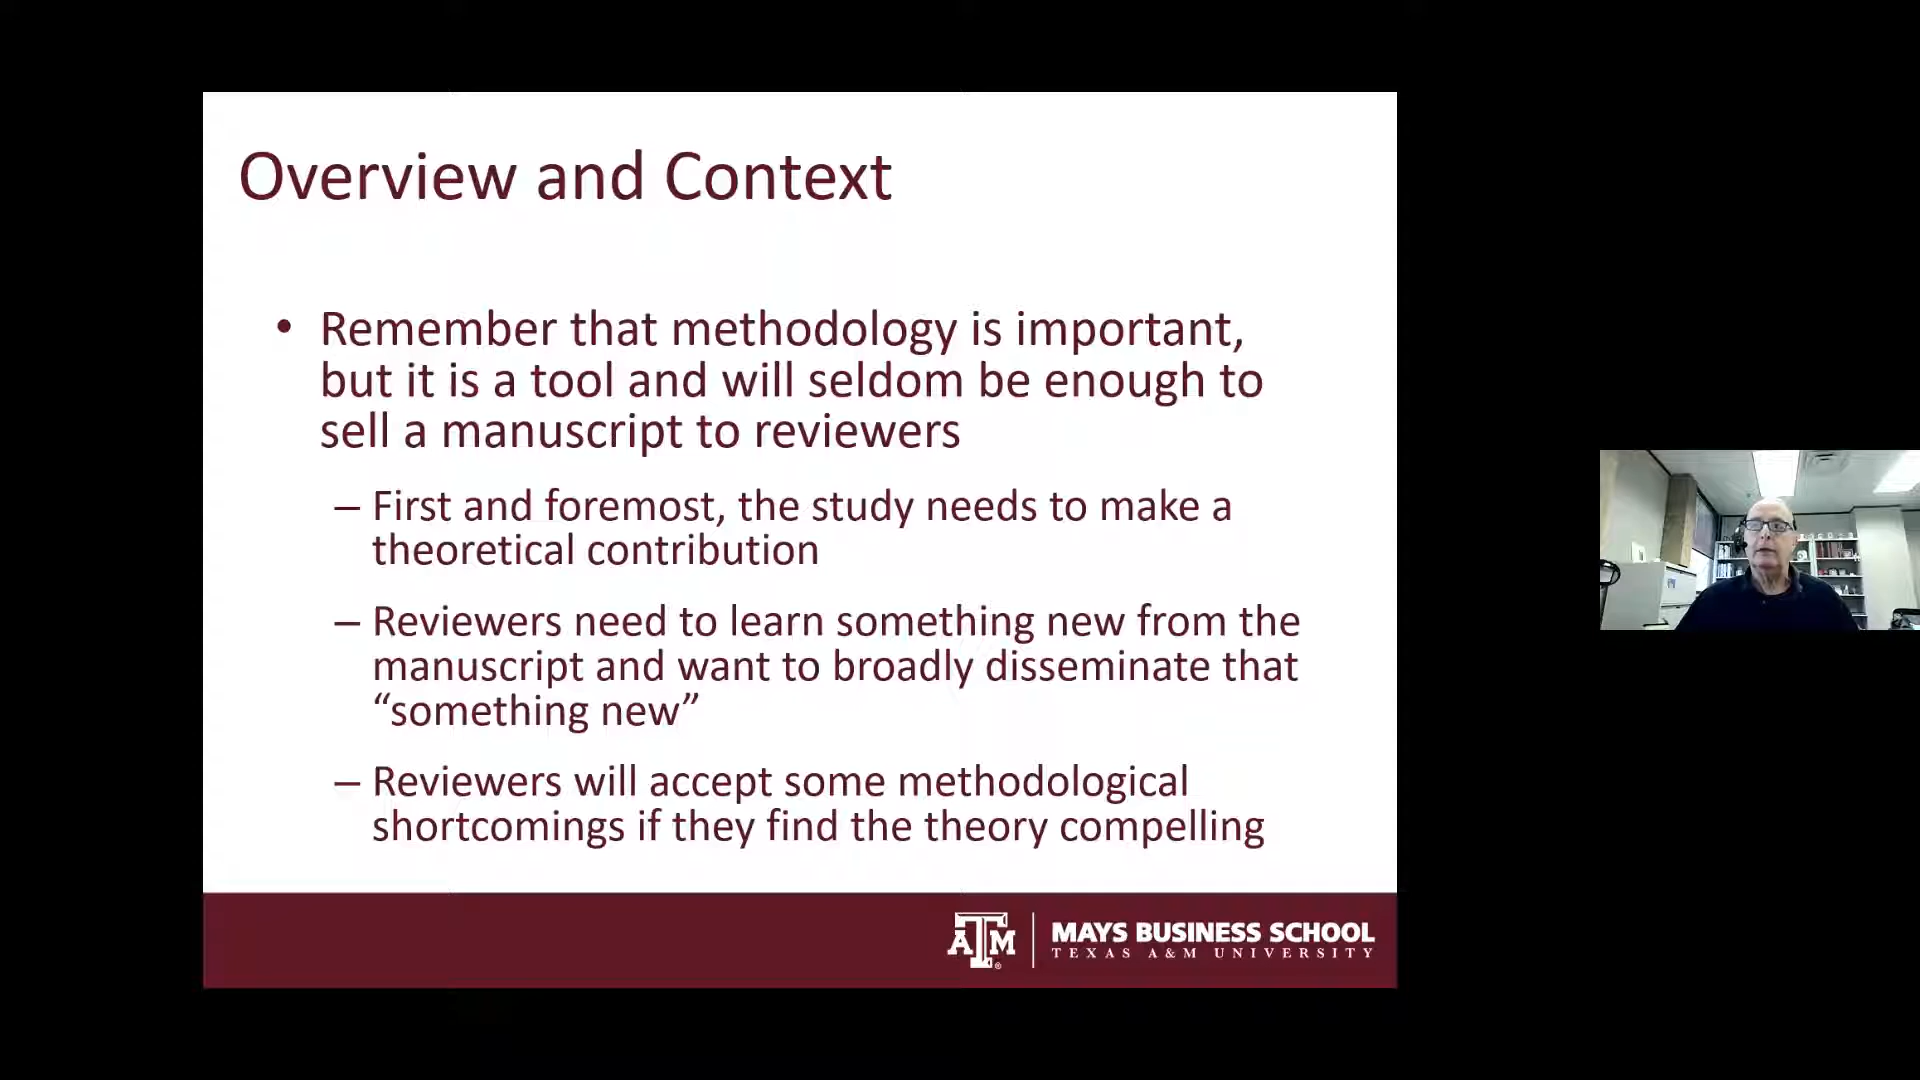 Overview and Context
• Remember that methodology is important,
but it is a tool and will seldom be enough to
sell a manuscript to reviewers
– First and foremost, the study needs to make a
theoretical contribution
– Reviewers need to learn something new from the
manuscript and want to broadly disseminate that
“something new”
– Reviewers will accept some methodological
shortcomings if they find the theory compelling
ATM® MAYS BUSINESS SCHOOL
TEXAS A&M UNIVERSITY